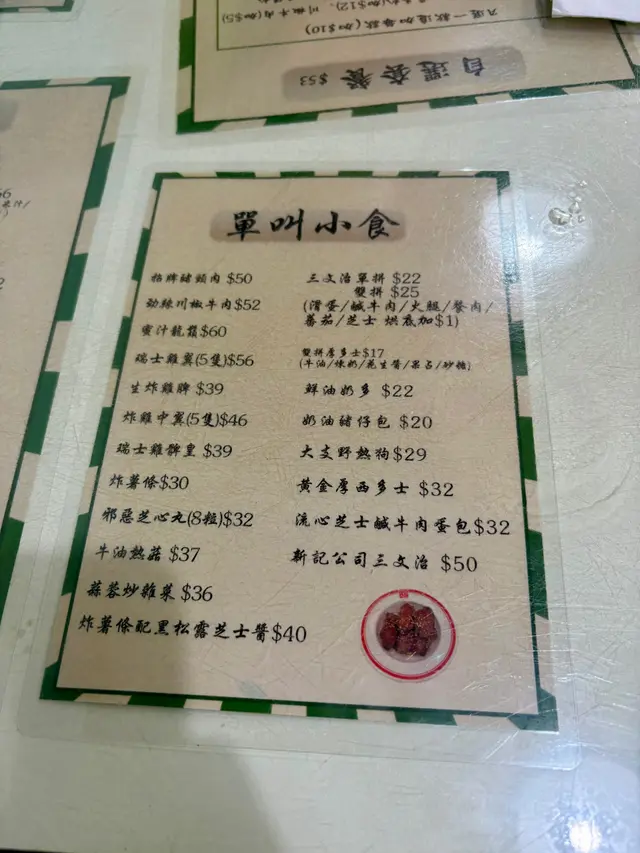 自選套餐 $53
單叫小食
招牌豬頸肉 $50
勁辣川椒牛肉$52
蜜汁龍鬚$60
瑞士雞翼(5隻)$56
生炸雞髀 $39
炸雞中翼(5隻)$46
瑞士雞髀皇 $39
炸薯條$30
邪惡芝心丸(8粒)$32
牛油熱菇 $37
蒜蓉炒雜菜 $36
炸薯條配黑松露芝士醬$40
三文治單拼 $22
雙拼 $25
(滑蛋/鹹牛肉/火腿/餐肉/
蕃茄/芝士 烘底加$1)
雙拼厚多士$17
(牛油/煉奶/花生醬/果占/砂糖)
鮮油奶多 $22
奶油豬仔包 $20
大支野熱狗$29
黃金厚西多士 $32
流心芝士鹹牛肉蛋包$32
新記公司三文治 $50